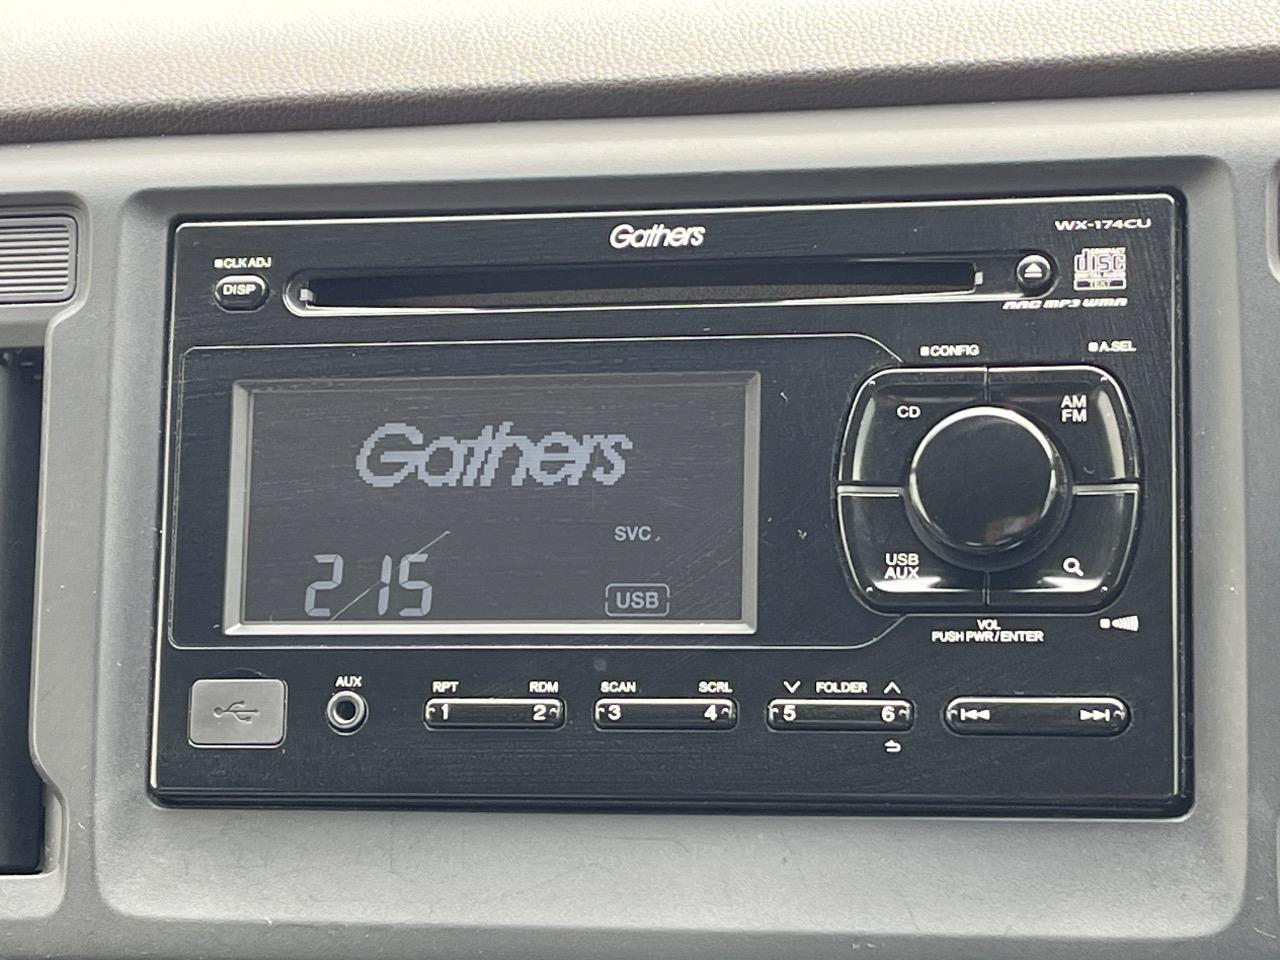 Gathers
WX-174CU
CLK ADJ
DISP
COMPACT
disc
DIGITAL AUDIO
TEXT
AAC MP3 WMA
CONFIG
A.SEL
CD
AM
FM
Gathers
SVC
2 15
USB
USB
AUX
VOL
PUSH PWR/ENTER
AUX
RPT
RDM
SCAN
SCRL
FOLDER
1
2
3
4
5
6